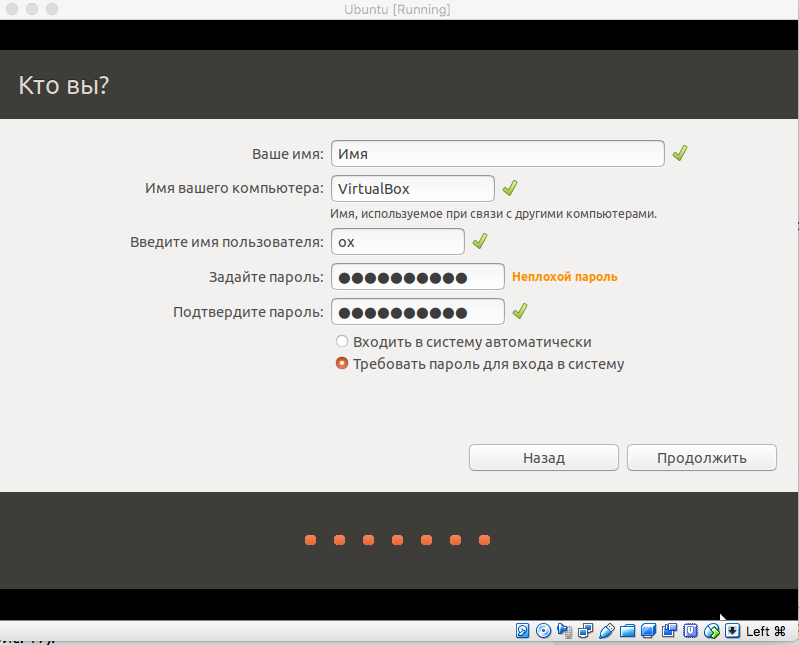 Ubuntu [Running]
Кто вы?
Ваше имя: Имя
Имя вашего компьютера: VirtualBox
Имя, используемое при связи с другими компьютерами.
Введите имя пользователя: ox
Задайте пароль: ●●●●●●●●●● Неплохой пароль
Подтвердите пароль: ●●●●●●●●●●
Входить в систему автоматически
Требовать пароль для входа в систему
Назад Продолжить
Left ⌘